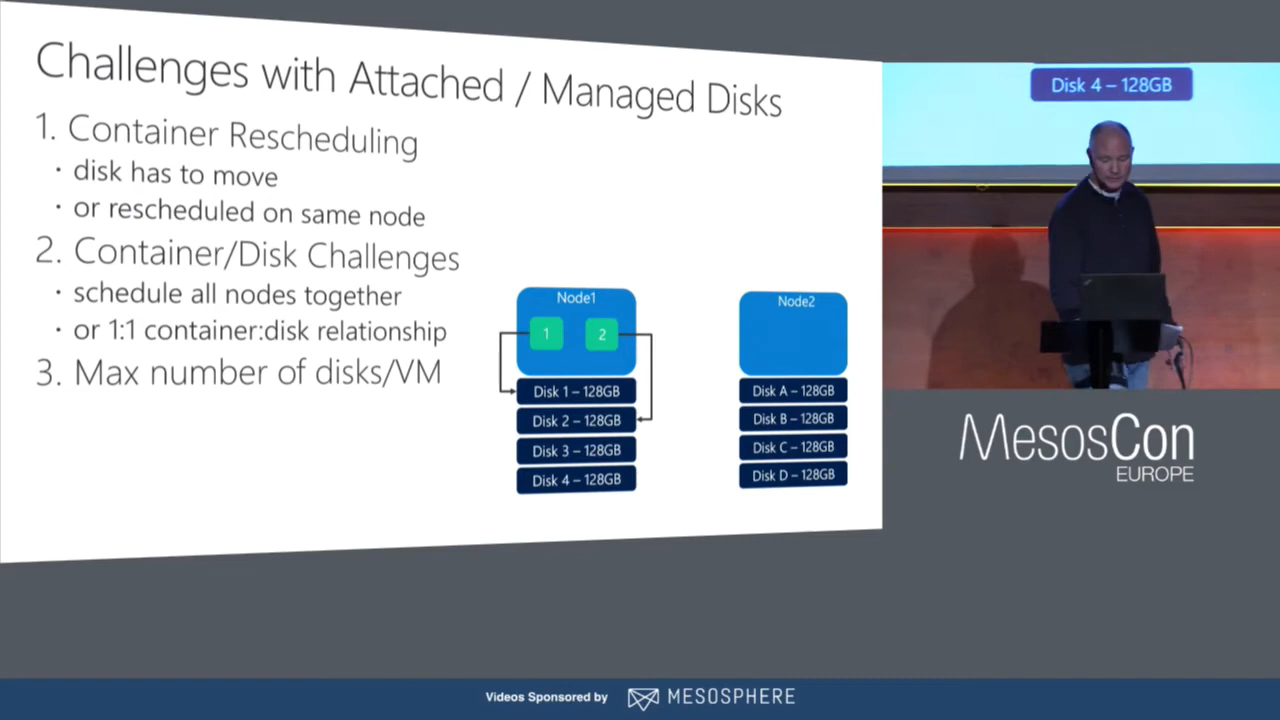 Challenges with Attached / Managed Disks
1. Container Rescheduling
• disk has to move
• or rescheduled on same node
2. Container/Disk Challenges
• schedule all nodes together
• or 1:1 container:disk relationship
3. Max number of disks/VM
Node1
1
2
Disk 1 – 128GB
Disk 2 – 128GB
Disk 3 – 128GB
Disk 4 – 128GB
Node2
Disk A – 128GB
Disk B – 128GB
Disk C – 128GB
Disk D – 128GB
Disk 4 – 128GB
MesosCon
EUROPE
Videos Sponsored by
MESOSPHERE